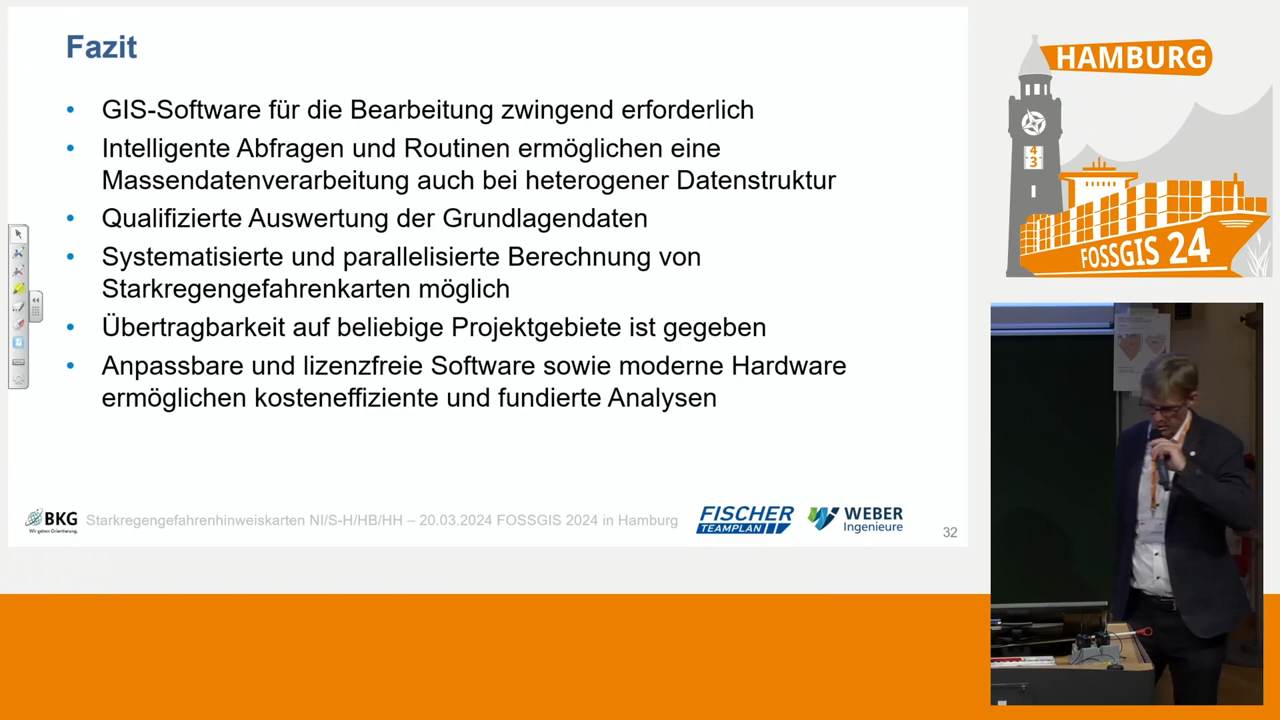 Fazit
• GIS-Software für die Bearbeitung zwingend erforderlich
• Intelligente Abfragen und Routinen ermöglichen eine
Massendatenverarbeitung auch bei heterogener Datenstruktur
• Qualifizierte Auswertung der Grundlagendaten
• Systematisierte und parallelisierte Berechnung von
Starkregengefahrenkarten möglich
• Übertragbarkeit auf beliebige Projektgebiete ist gegeben
• Anpassbare und lizenzfreie Software sowie moderne Hardware
ermöglichen kosteneffiziente und fundierte Analysen
BKG
Wir geben Orientierung.
Starkregengefahrenhinweiskarten NI/S-H/HB/HH – 20.03.2024 FOSSGIS 2024 in Hamburg
FISCHER
TEAMPLAN
WEBER
Ingenieure
32
HAMBURG
4
3
FOSSGIS 24